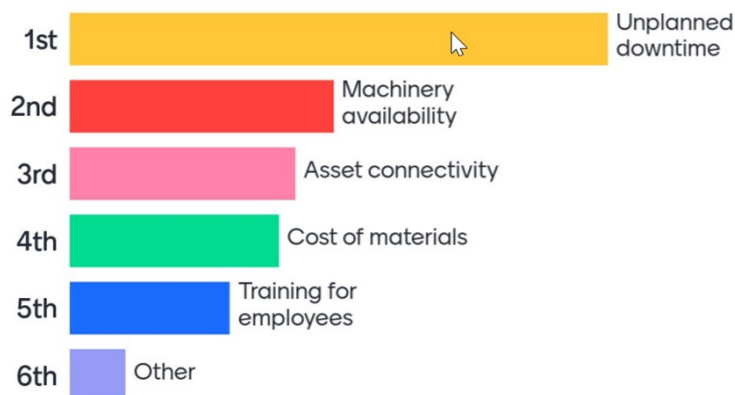 1st
Unplanned
downtime
2nd
Machinery
availability
3rd
Asset connectivity
4th
Cost of materials
5th
Training for
employees
6th
Other